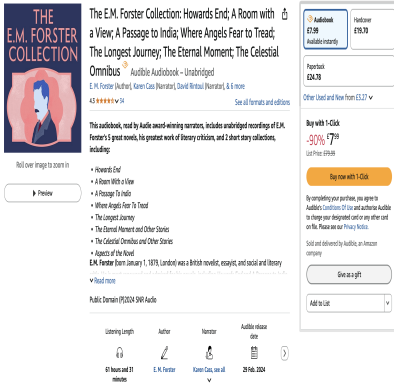 THE
E.M. FORSTER
COLLECTION
Roll over image to zoom in
Preview
The E.M. Forster Collection: Howards End; A Room with
a View; A Passage to India; Where Angels Fear to Tread;
The Longest Journey; The Eternal Moment; The Celestial
Omnibus Audible Audiobook – Unabridged
E. M. Forster (Author), Karen Cass (Narrator), David Rintoul (Narrator), & 6 more
4.5 54
See all formats and editions
This audiobook, read by Audie award-winning narrators, includes unabridged recordings of E.M.
Forster's 5 great novels, his greatest work of literary criticism, and 2 short story collections,
including:
• Howards End
• A Room With a View
• A Passage To India
• Where Angels Fear To Tread
• The Longest Journey
• The Eternal Moment and Other Stories
• The Celestial Omnibus and Other Stories
• Aspects of the Novel
E.M. Forster (born January 1, 1879, London) was a British novelist, essayist, and social and literary
Read more
Public Domain (P)2024 SNR Audio
Listening Length
61 hours and 31
minutes
Author
E. M. Forster
Narrator
Karen Cass, see all
Audible release
date
29 Feb. 2024
Audiobook
£7.99
Available instantly
Hardcover
£19.70
Paperback
£24.78
Other Used and New from £3.27
Buy with 1-Click
-90% £7 99
List Price: £79.99
Buy now with 1-Click
By completing your purchase, you agree to
Audible's Conditions Of Use and authorise Audible
to charge your designated card or any other card
on file. Please see our Privacy Notice.
Sold and delivered by Audible, an Amazon
company
Give as a gift
Add to List